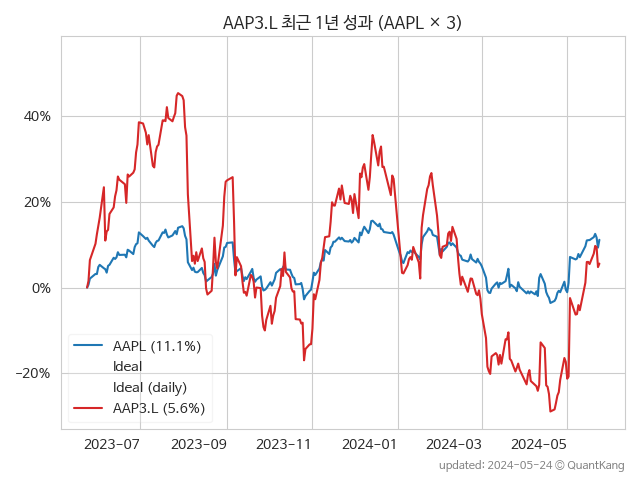 AAP3.L 최근 1년 성과 (AAPL × 3)
40%
20%
0%
−20%
AAPL (11.1%)
Ideal
Ideal (daily)
AAP3.L (5.6%)
2023-07 2023-09 2023-11 2024-01 2024-03 2024-05
updated: 2024-05-24 © QuantKang